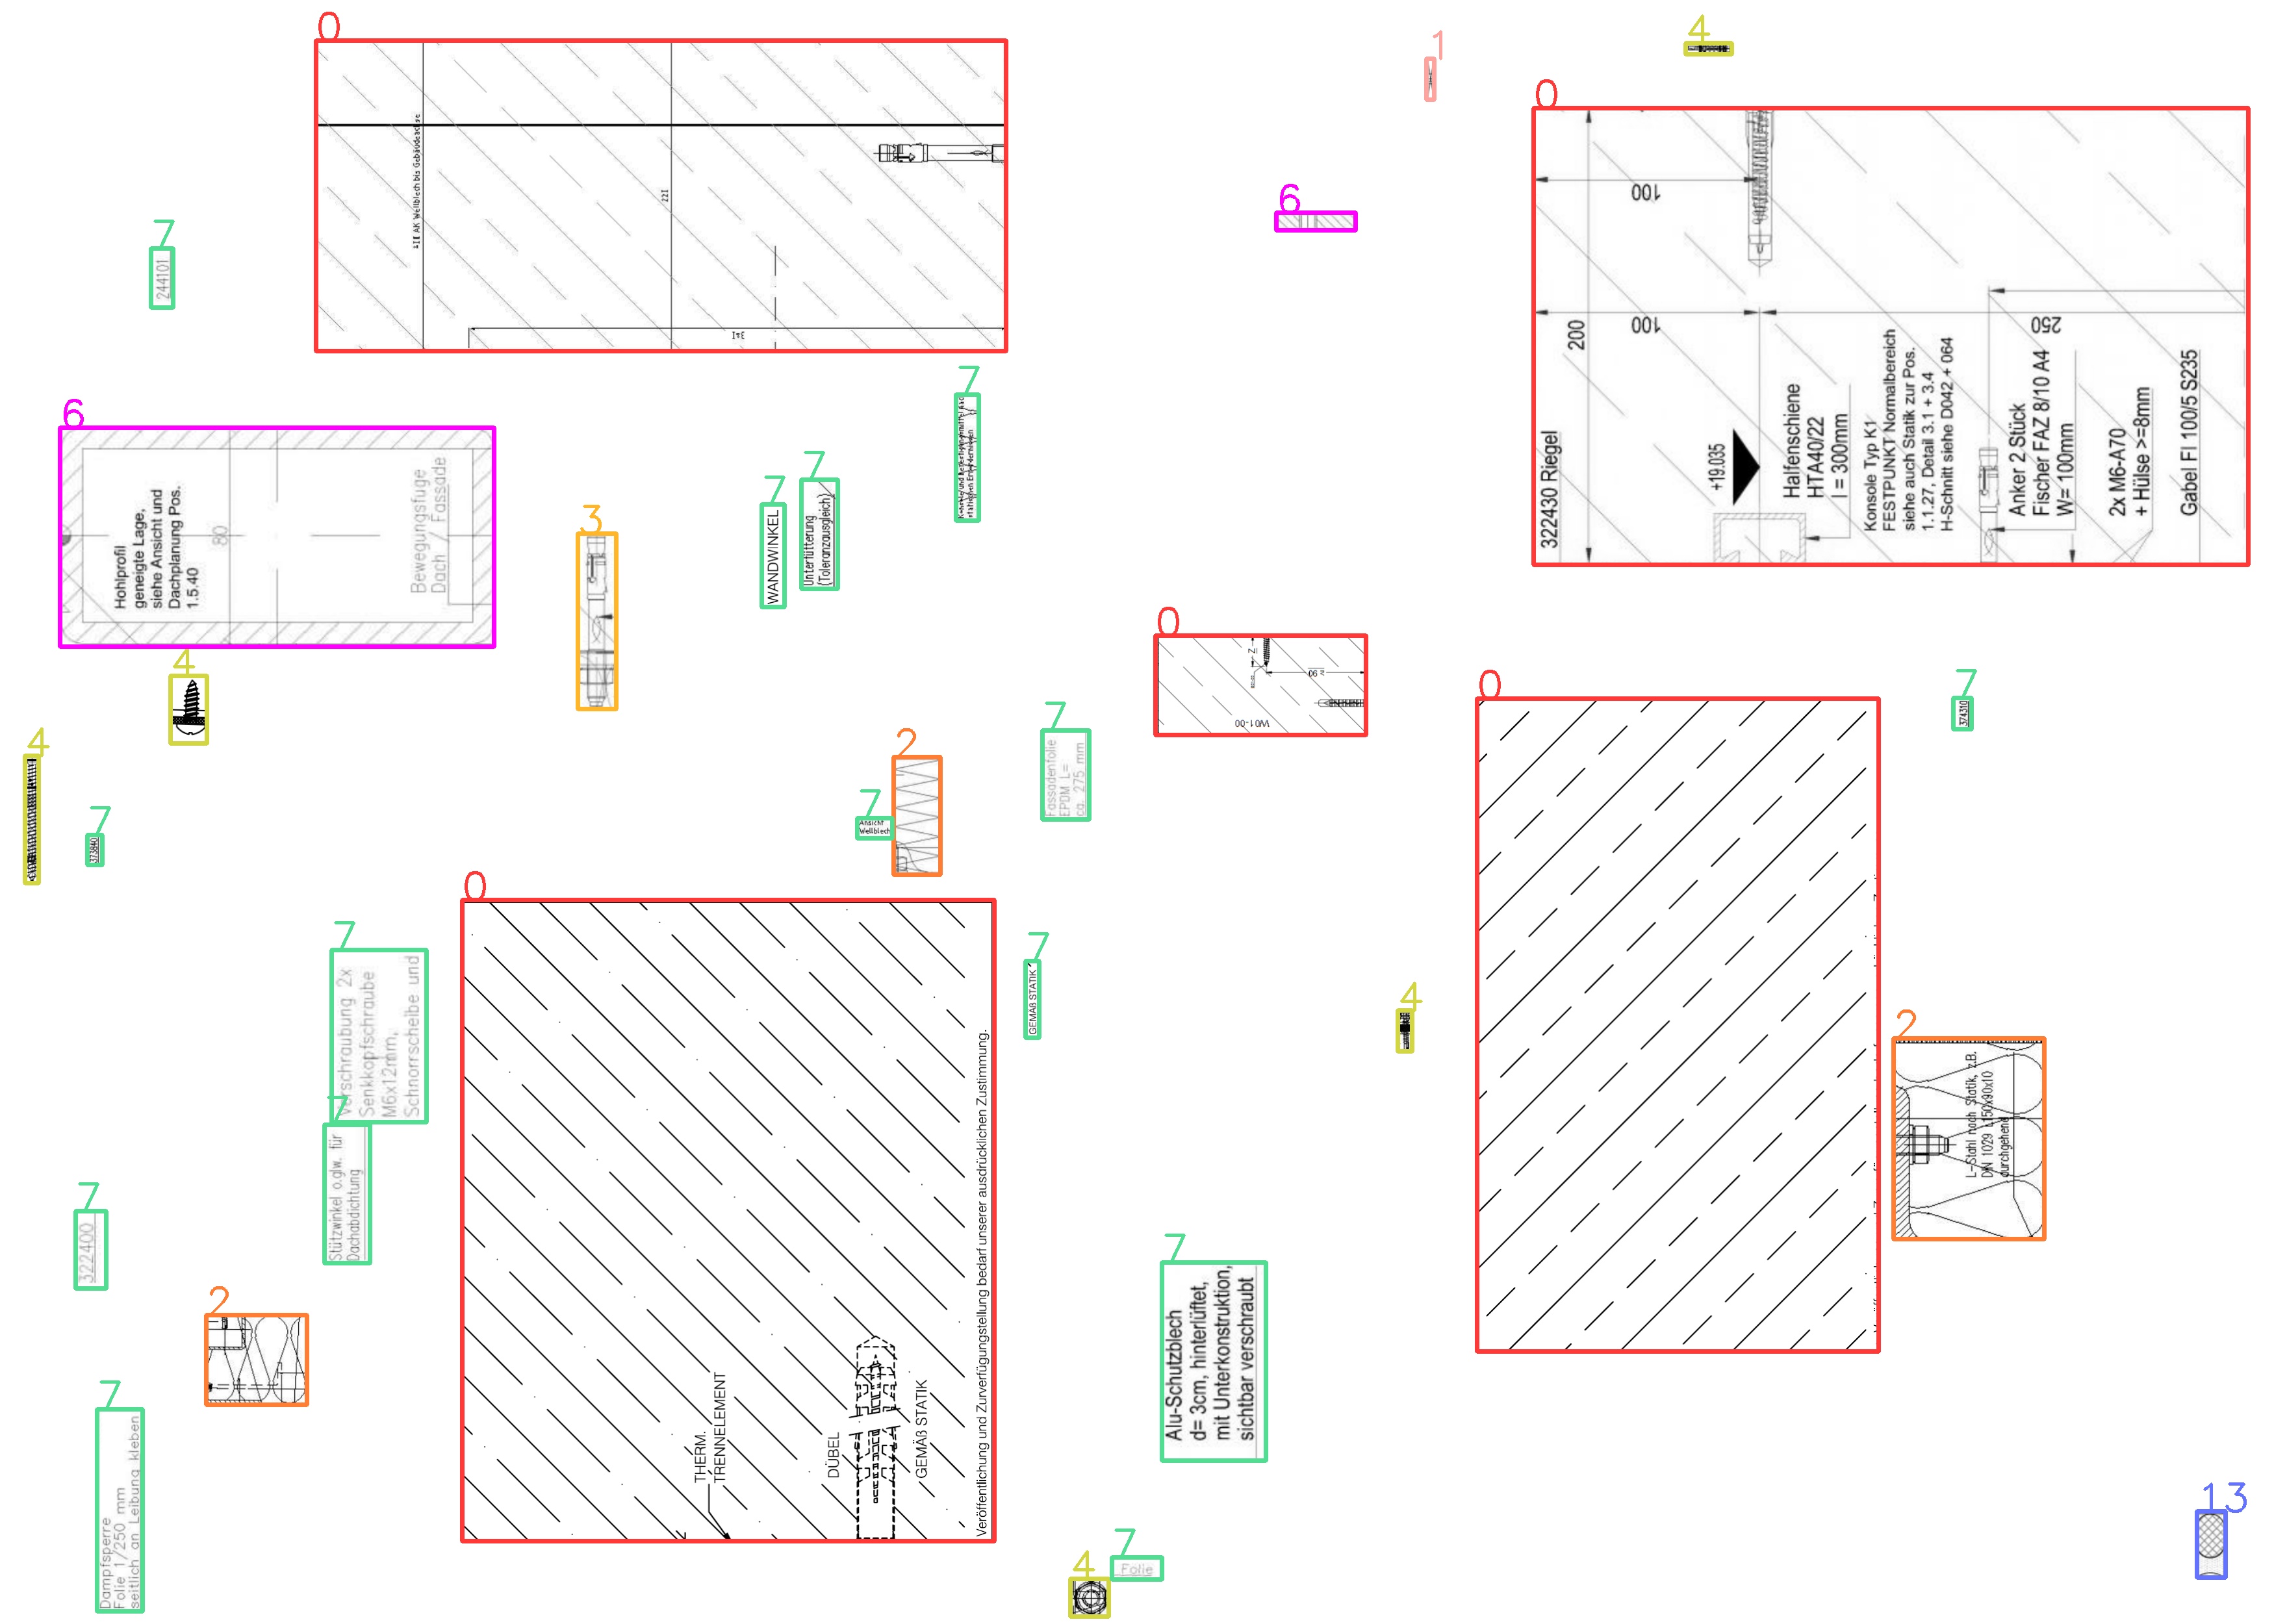 0
1
4
0
411 AK Wellblech bis Gebäudeachse
221
341
7
244101
6
0
100
200
100
250
322430 Riegel
+19.035
Halfenschiene
HTA40/22
l = 300mm
Konsole Typ K1
FESTPUNKT Normalbereich
siehe auch Statik zur Pos.
1.1.27, Detail 3.1 + 3.4
H-Schnitt siehe D042 + 064
Anker 2 Stück
Fischer FAZ 8/10 A4
W= 100mm
2x M6-A70
+ Hülse >=8mm
Gabel Fl 100/5 S235
7
6
Hohlprofil
geneigte Lage,
siehe Ansicht und
Dachplanung Pos.
1.5.40
80
Bewegungsfuge
Dach / Fassade
3
7
WANDWINKEL
7
Unterfütterung
(Toleranzausgleich)
0
Z
≥ 90
4
4
7
373840
2
7
Ansicht
Wellblech
7
Fassadenfolie
EPDM L=
ca. 275 mm
0
7
374310
0
THERM.
TRENNELEMENT
DÜBEL
GEMÄß STATIK
Veröffentlichung und Zurverfügungstellung bedarf unserer ausdrücklichen Zustimmung.
7
Verschraubung 2x
Senkkopfschraube
M6x12mm,
Schnorrscheibe und
7
Stützwinkel o.glw. für
Dachabdichtung
7
GEMÄß STATIK
4
2
L-Stahl nach Statik, z.B.
DIN 1029 L150x90x10
durchgehend
7
322400
2
7
Dampfsperre
Folie 1/250 mm
seitlich an Leibung kleben
7
Alu-Schutzblech
d= 3cm, hinterlüftet,
mit Unterkonstruktion,
sichtbar verschraubt
4
7
Folie
13